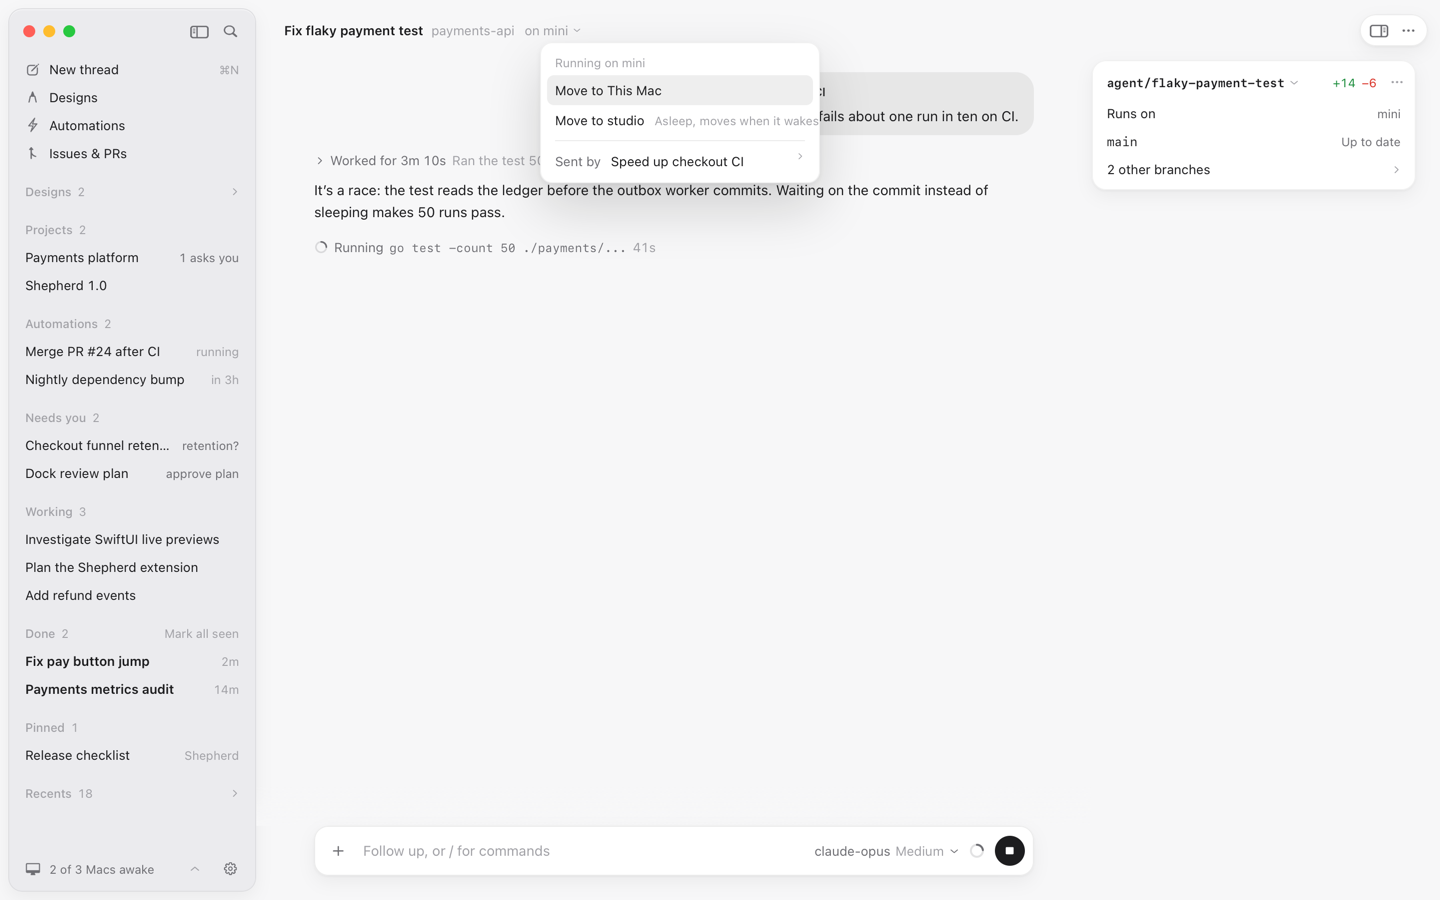 New thread ⌘N
Designs
Automations
Issues & PRs
Designs 2
Projects 2
Payments platform 1 asks you
Shepherd 1.0
Automations 2
Merge PR #24 after CI running
Nightly dependency bump in 3h
Needs you 2
Checkout funnel reten... retention?
Dock review plan approve plan
Working 3
Investigate SwiftUI live previews
Plan the Shepherd extension
Add refund events
Done 2 Mark all seen
Fix pay button jump 2m
Payments metrics audit 14m
Pinned 1
Release checklist Shepherd
Recents 18
2 of 3 Macs awake
Fix flaky payment test payments-api on mini
Running on mini
Move to This Mac
Move to studio Asleep, moves when it wakes
Sent by Speed up checkout CI
CI
fails about one run in ten on CI.
Worked for 3m 10s Ran the test 50
It’s a race: the test reads the ledger before the outbox worker commits. Waiting on the commit instead of
sleeping makes 50 runs pass.
Running go test -count 50 ./payments/... 41s
Follow up, or / for commands
claude-opus Medium
agent/flaky-payment-test +14 −6
Runs on mini
main Up to date
2 other branches